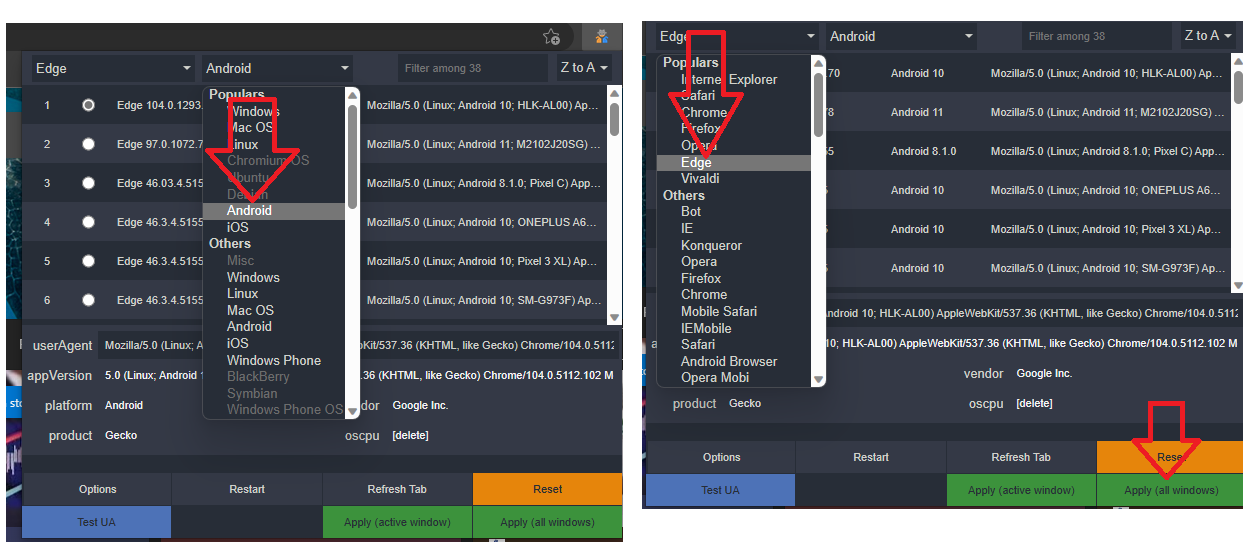 Edge
Android
Filter among 38
Z to A
Populars
Windows
Mac OS
Linux
Chromium OS
Ubuntu
Debian
Android
iOS
Others
Misc
Windows
Linux
Mac OS
Android
iOS
Windows Phone
BlackBerry
Symbian
Windows Phone OS
1 Edge 104.0.1293. Mozilla/5.0 (Linux; Android 10; HLK-AL00) Ap...
2 Edge 97.0.1072.7 Mozilla/5.0 (Linux; Android 11; M2102J20SG) ...
3 Edge 46.03.4.515 Mozilla/5.0 (Linux; Android 8.1.0; Pixel C) App...
4 Edge 46.3.4.5155 Mozilla/5.0 (Linux; Android 10; ONEPLUS A6...
5 Edge 46.3.4.5155 Mozilla/5.0 (Linux; Android 10; Pixel 3 XL) Ap...
6 Edge 46.3.4.5155 Mozilla/5.0 (Linux; Android 10; SM-G973F) Ap...
userAgent Mozilla/5.0 (Linux; A bKit/537.36 (KHTML, like Gecko) Chrome/104.0.5112
appVersion 5.0 (Linux; Android 1 .36 (KHTML, like Gecko) Chrome/104.0.5112.102 M
platform Android dor Google Inc.
product Gecko oscpu [delete]
Options Restart Refresh Tab Reset
Test UA Apply (active window) Apply (all windows)
Edge
Android
Filter among 38
Z to A
Populars
Internet Explorer
Safari
Chrome
Firefox
Opera
Edge
Vivaldi
Others
Bot
IE
Konqueror
Opera
Firefox
Chrome
Mobile Safari
IEMobile
Safari
Android Browser
Opera Mobi
.70 Android 10 Mozilla/5.0 (Linux; Android 10; HLK-AL00) Ap...
78 Android 11 Mozilla/5.0 (Linux; Android 11; M2102J20SG) ...
55 Android 8.1.0 Mozilla/5.0 (Linux; Android 8.1.0; Pixel C) App...
Android 10 Mozilla/5.0 (Linux; Android 10; ONEPLUS A6...
Android 10 Mozilla/5.0 (Linux; Android 10; Pixel 3 XL) Ap...
Android 10 Mozilla/5.0 (Linux; Android 10; SM-G973F) Ap...
Android 10; HLK-AL00) AppleWebKit/537.36 (KHTML, like Gecko) Chrome/104.0.5112
10; HLK-AL00) AppleWebKit/537.36 (KHTML, like Gecko) Chrome/104.0.5112.102 M
vendor Google Inc.
product Gecko oscpu [delete]
Options Restart Refresh Tab Reset
Test UA Apply (active window) Apply (all windows)